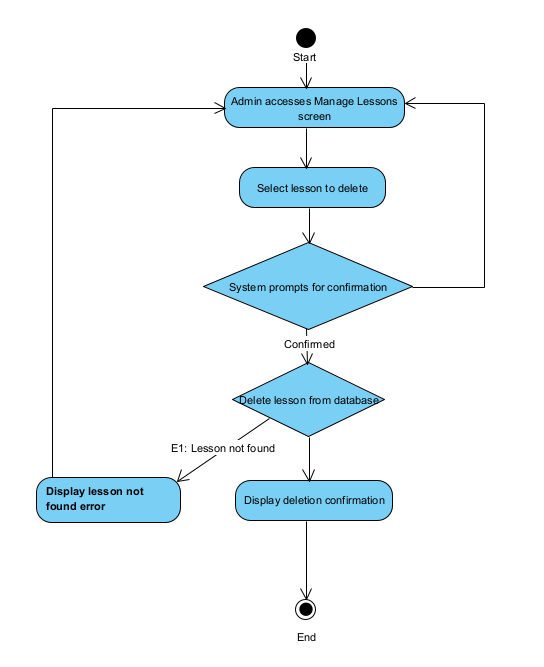 Start
Admin accesses Manage Lessons
screen
Select lesson to delete
System prompts for confirmation
Confirmed
Delete lesson from database
E1: Lesson not found
Display lesson not
found error
Display deletion confirmation
End